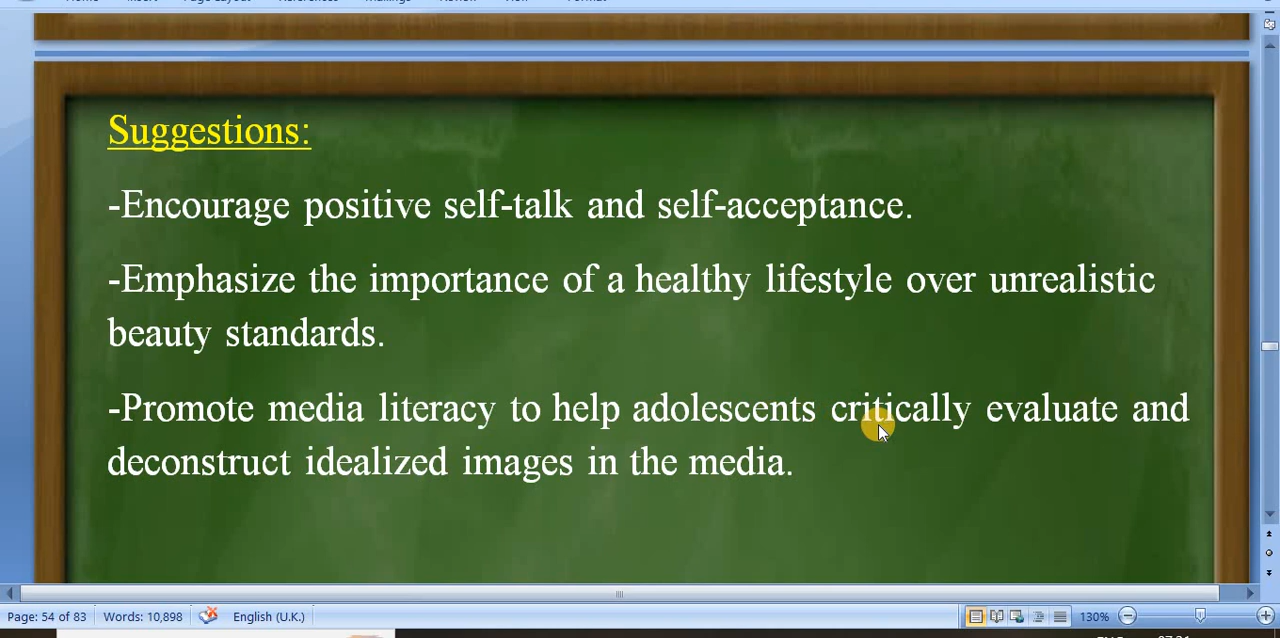 Suggestions:
-Encourage positive self-talk and self-acceptance.
-Emphasize the importance of a healthy lifestyle over unrealistic
beauty standards.
-Promote media literacy to help adolescents critically evaluate and
deconstruct idealized images in the media.
Page: 54 of 83 Words: 10,898 English (U.K.) 130%